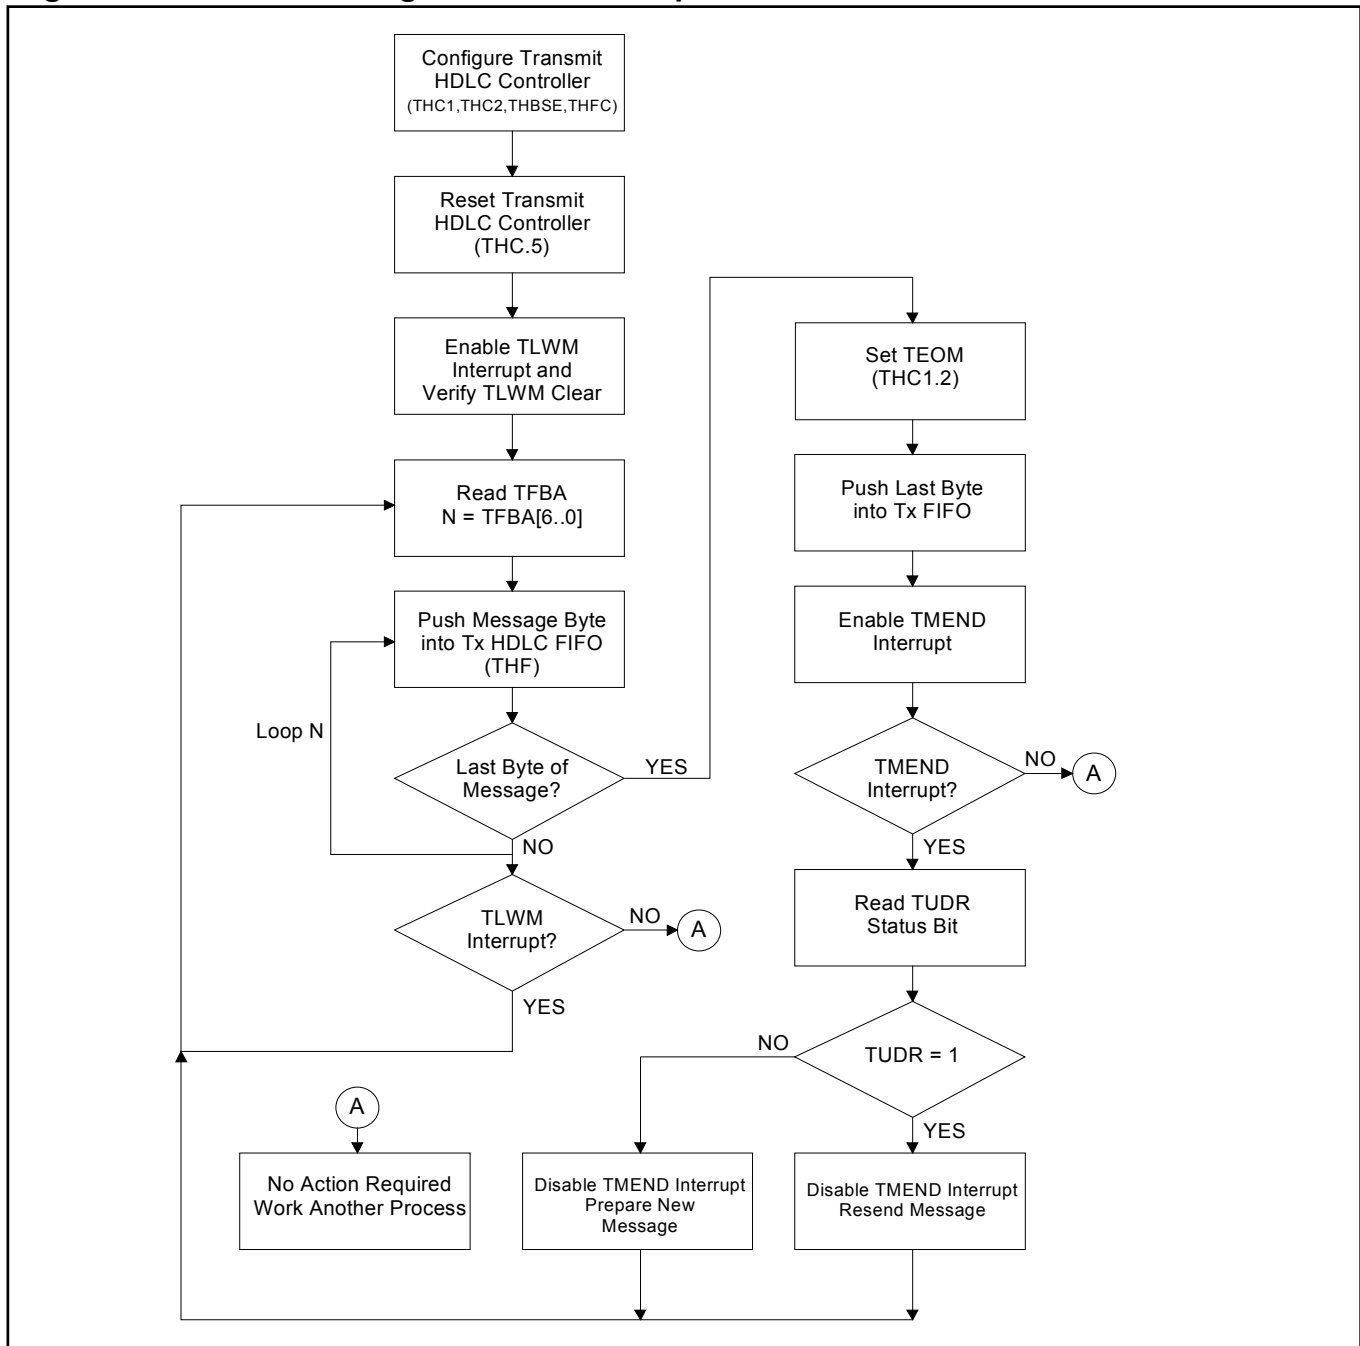 Configure Transmit
HDLC Controller
(THC1,THC2,THBSE,THFC)
Reset Transmit
HDLC Controller
(THC.5)
Enable TLWM
Interrupt and
Verify TLWM Clear
Read TFBA
N = TFBA[6..0]
Push Message Byte
into Tx HDLC FIFO
(THF)
Loop N
Last Byte of
Message?
YES
NO
TLWM
Interrupt?
NO
A
YES
A
No Action Required
Work Another Process
Set TEOM
(THC1.2)
Push Last Byte
into Tx FIFO
Enable TMEND
Interrupt
TMEND
Interrupt?
NO
A
YES
Read TUDR
Status Bit
TUDR = 1
NO
YES
Disable TMEND Interrupt
Prepare New
Message
Disable TMEND Interrupt
Resend Message